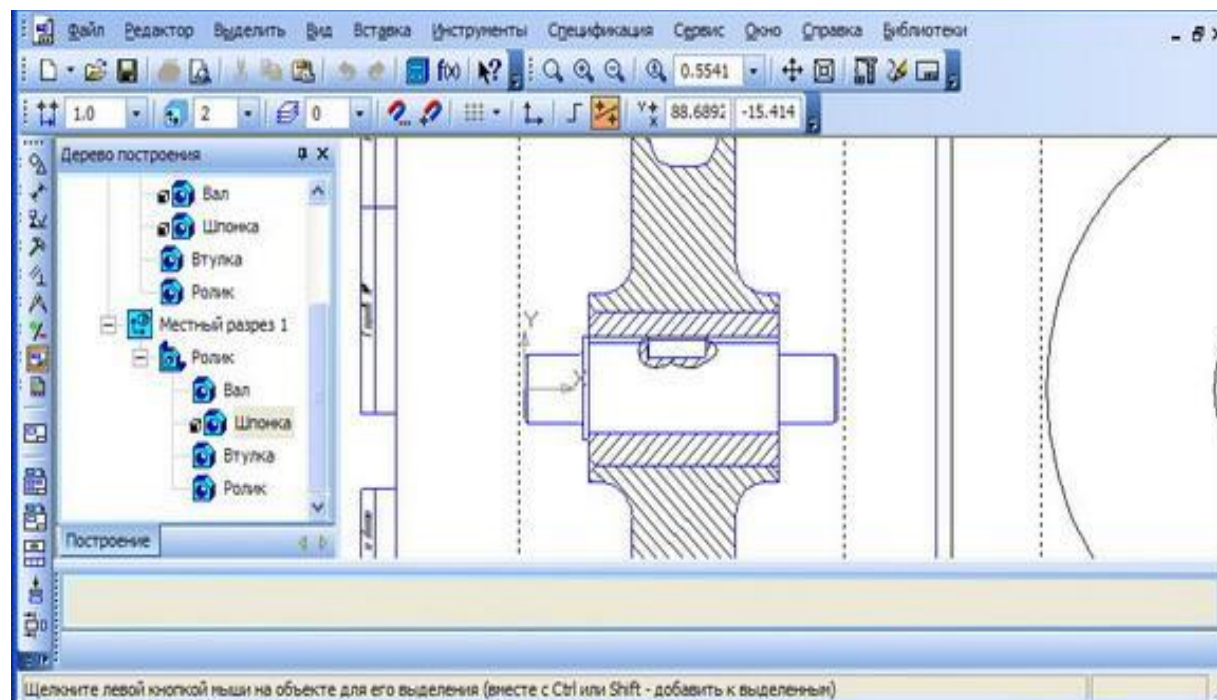 Файл Редактор Выделить Вид Вставка Инструменты Спецификация Сервис Окно Справка Библиотеки
f(x) 0.5541
1.0 2 0 88.6892 -15.414
Дерево построения
Вал
Шпонка
Втулка
Ролик
Местный разрез 1
Ролик
Вал
Шпонка
Втулка
Ролик
Построение
Y
X
Щелкните левой кнопкой мыши на объекте для его выделения (вместе с Ctrl или Shift - добавить к выделенным)